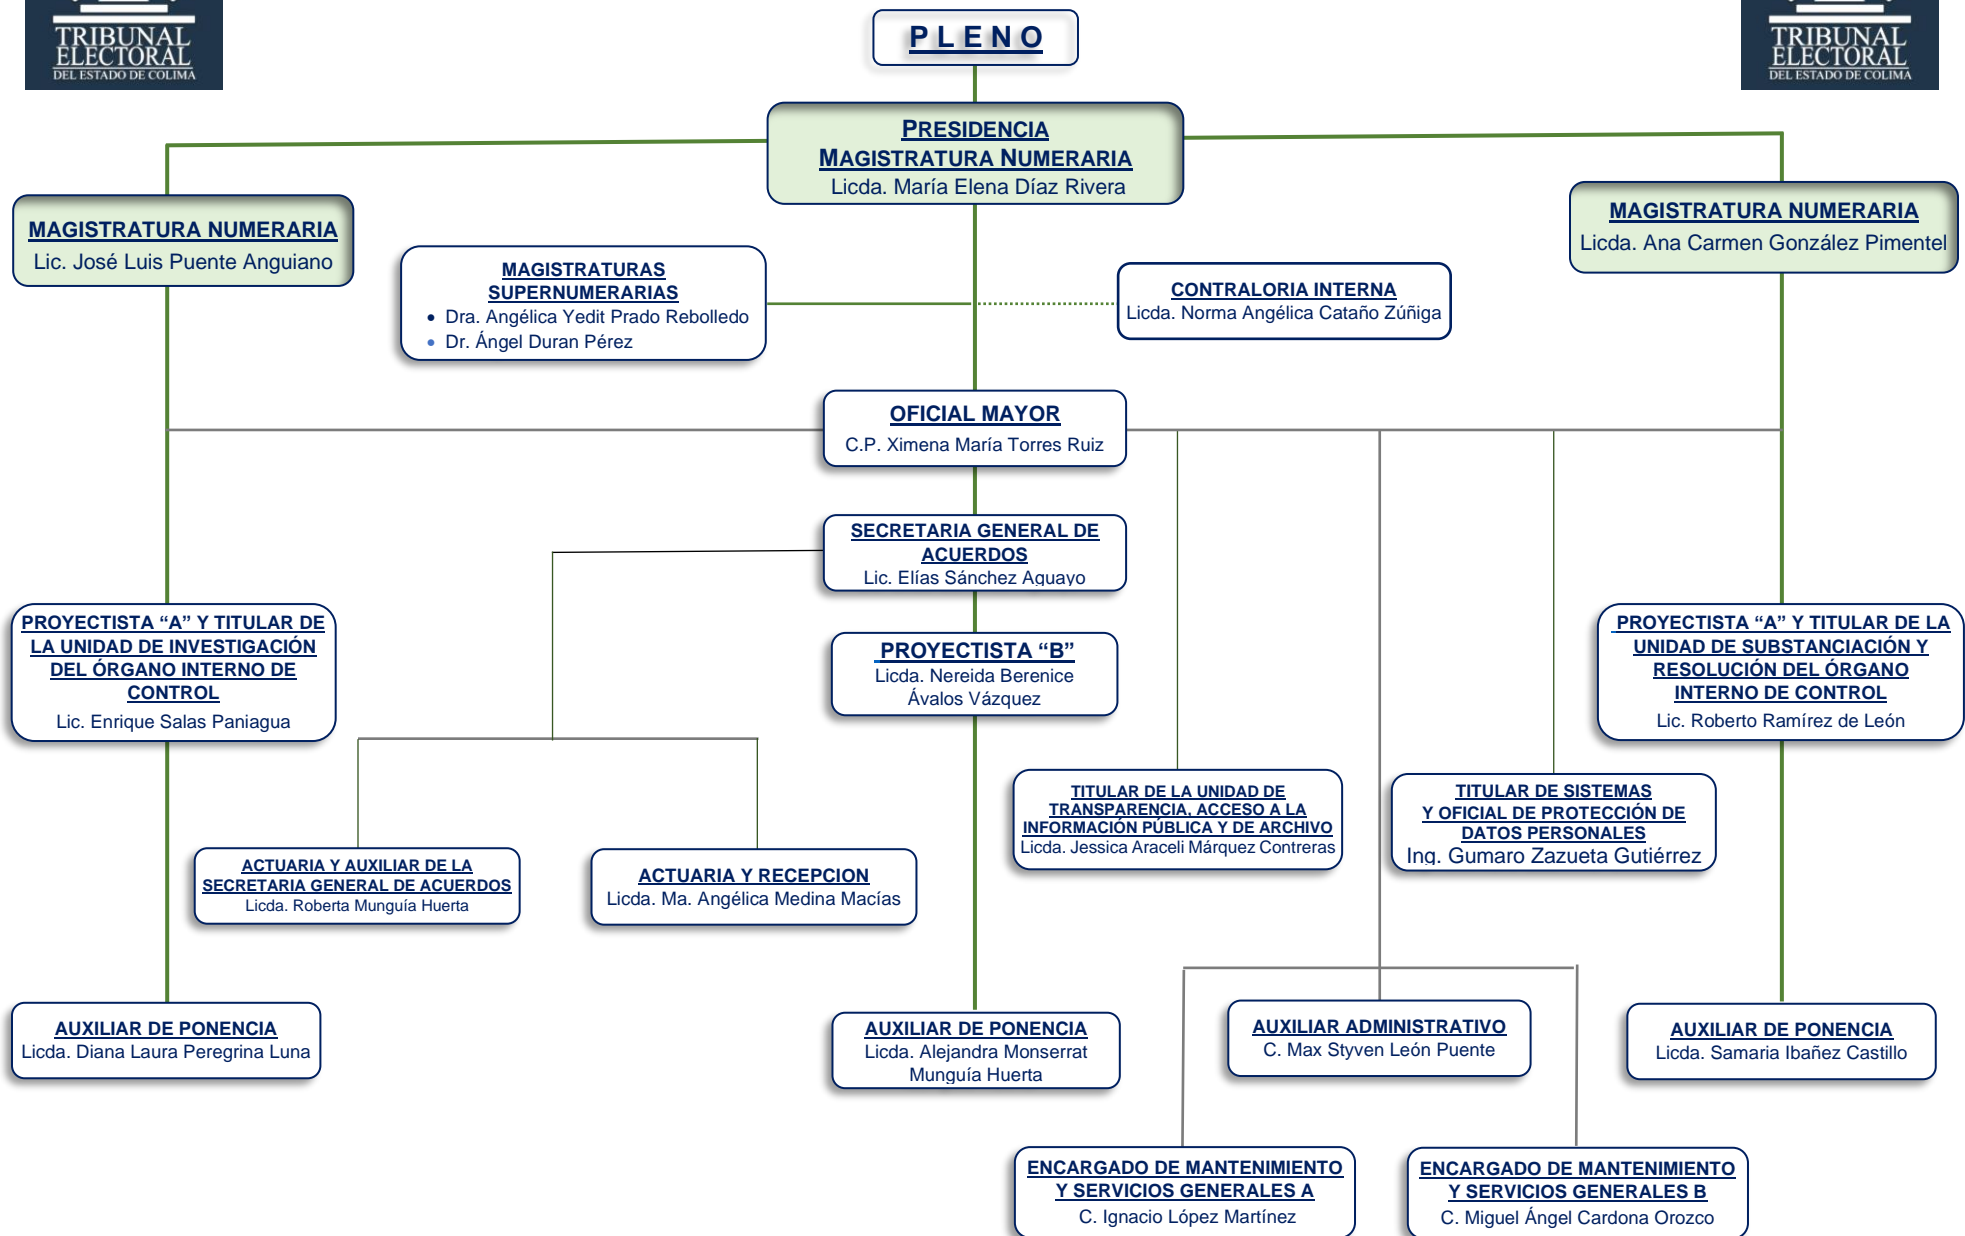 TRIBUNAL
ELECTORAL
DEL ESTADO DE COLIMA
P L E N O
TRIBUNAL
ELECTORAL
DEL ESTADO DE COLIMA
PRESIDENCIA
MAGISTRATURA NUMERARIA
Licda. María Elena Díaz Rivera
MAGISTRATURA NUMERARIA
Lic. José Luis Puente Anguiano
MAGISTRATURA NUMERARIA
Licda. Ana Carmen González Pimentel
MAGISTRATURAS
SUPERNUMERARIAS
• Dra. Angélica Yedit Prado Rebolledo
• Dr. Ángel Duran Pérez
CONTRALORIA INTERNA
Licda. Norma Angélica Cataño Zúñiga
OFICIAL MAYOR
C.P. Ximena María Torres Ruiz
SECRETARIA GENERAL DE
ACUERDOS
Lic. Elías Sánchez Aguayo
PROYECTISTA “A” Y TITULAR DE
LA UNIDAD DE INVESTIGACIÓN
DEL ÓRGANO INTERNO DE
CONTROL
Lic. Enrique Salas Paniagua
PROYECTISTA “B”
Licda. Nereida Berenice
Ávalos Vázquez
PROYECTISTA “A” Y TITULAR DE LA
UNIDAD DE SUBSTANCIACIÓN Y
RESOLUCIÓN DEL ÓRGANO
INTERNO DE CONTROL
Lic. Roberto Ramírez de León
TITULAR DE LA UNIDAD DE
TRANSPARENCIA, ACCESO A LA
INFORMACIÓN PÚBLICA Y DE ARCHIVO
Licda. Jessica Araceli Márquez Contreras
TITULAR DE SISTEMAS
Y OFICIAL DE PROTECCIÓN DE
DATOS PERSONALES
Ing. Gumaro Zazueta Gutiérrez
ACTUARIA Y AUXILIAR DE LA
SECRETARIA GENERAL DE ACUERDOS
Licda. Roberta Munguía Huerta
ACTUARIA Y RECEPCION
Licda. Ma. Angélica Medina Macías
AUXILIAR DE PONENCIA
Licda. Diana Laura Peregrina Luna
AUXILIAR DE PONENCIA
Licda. Alejandra Monserrat
Munguía Huerta
AUXILIAR ADMINISTRATIVO
C. Max Styven León Puente
AUXILIAR DE PONENCIA
Licda. Samaria Ibañez Castillo
ENCARGADO DE MANTENIMIENTO
Y SERVICIOS GENERALES A
C. Ignacio López Martínez
ENCARGADO DE MANTENIMIENTO
Y SERVICIOS GENERALES B
C. Miguel Ángel Cardona Orozco